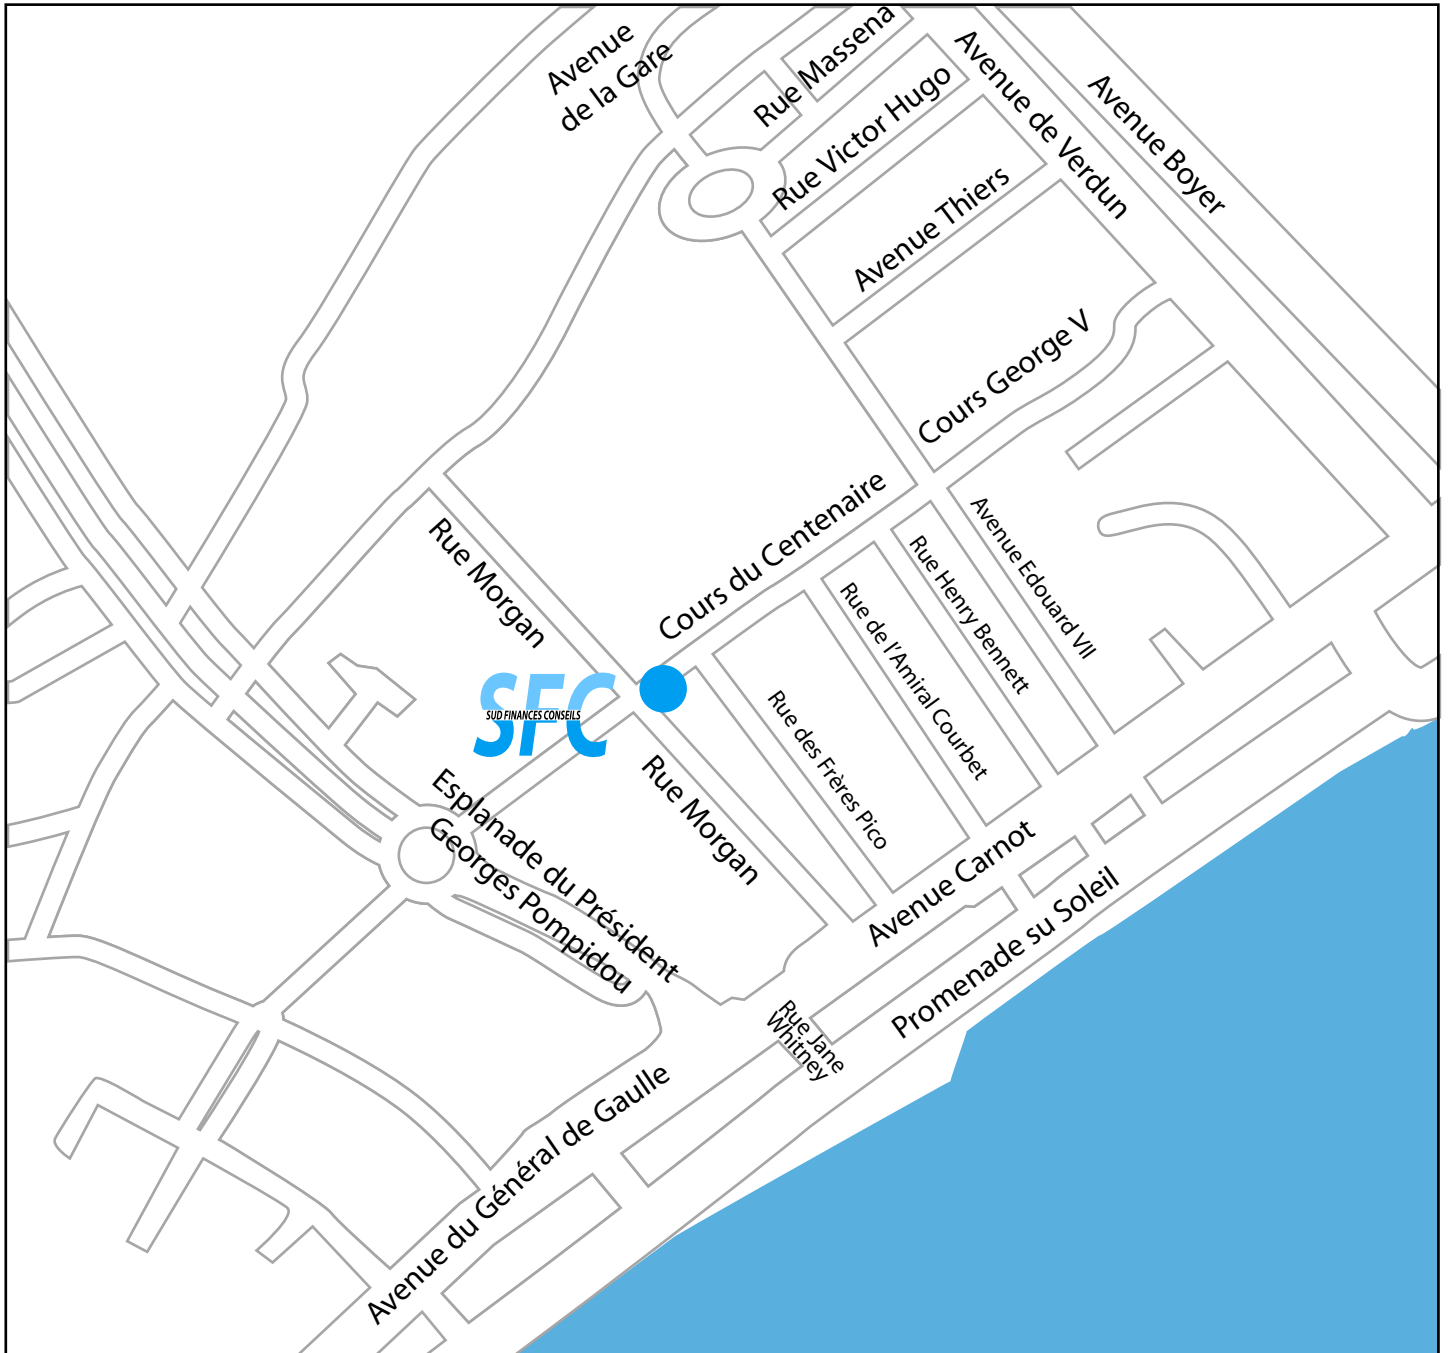 Avenue
de la Gare
Rue Massena
Avenue de Verdun
Avenue Boyer
Rue Victor Hugo
Avenue Thiers
Cours George V
Cours du Centenaire
Rue Morgan
Avenue Edouard VII
Rue Henry Bennett
Rue de l'Amiral Courbet
Rue des Frères Pico
SFC
SUD FINANCES CONSEILS
Rue Morgan
Esplanade du Président
Georges Pompidou
Avenue Carnot
Promenade su Soleil
Rue Jane
Whitney
Avenue du Général de Gaulle